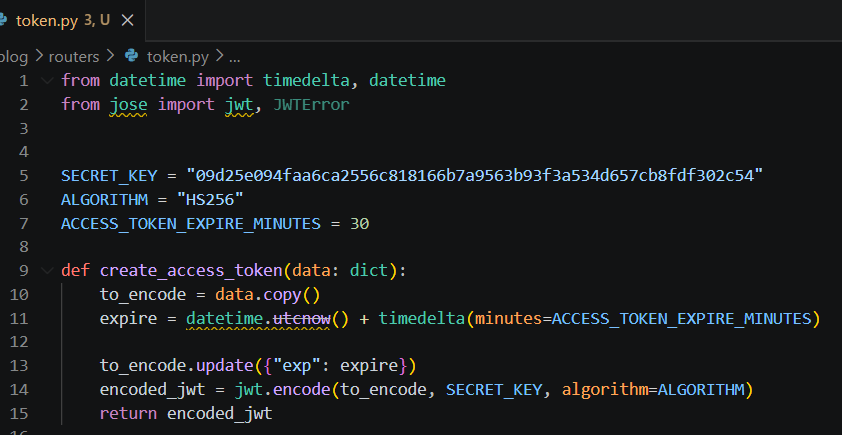 token.py 3, U
blog > routers > token.py > ...
1 from datetime import timedelta, datetime
2 from jose import jwt, JWTError
3
4
5 SECRET_KEY = "09d25e094faa6ca2556c818166b7a9563b93f3a534d657cb8fdf302c54"
6 ALGORITHM = "HS256"
7 ACCESS_TOKEN_EXPIRE_MINUTES = 30
8
9 def create_access_token(data: dict):
10     to_encode = data.copy()
11     expire = datetime.utcnow() + timedelta(minutes=ACCESS_TOKEN_EXPIRE_MINUTES)
12
13     to_encode.update({"exp": expire})
14     encoded_jwt = jwt.encode(to_encode, SECRET_KEY, algorithm=ALGORITHM)
15     return encoded_jwt
16